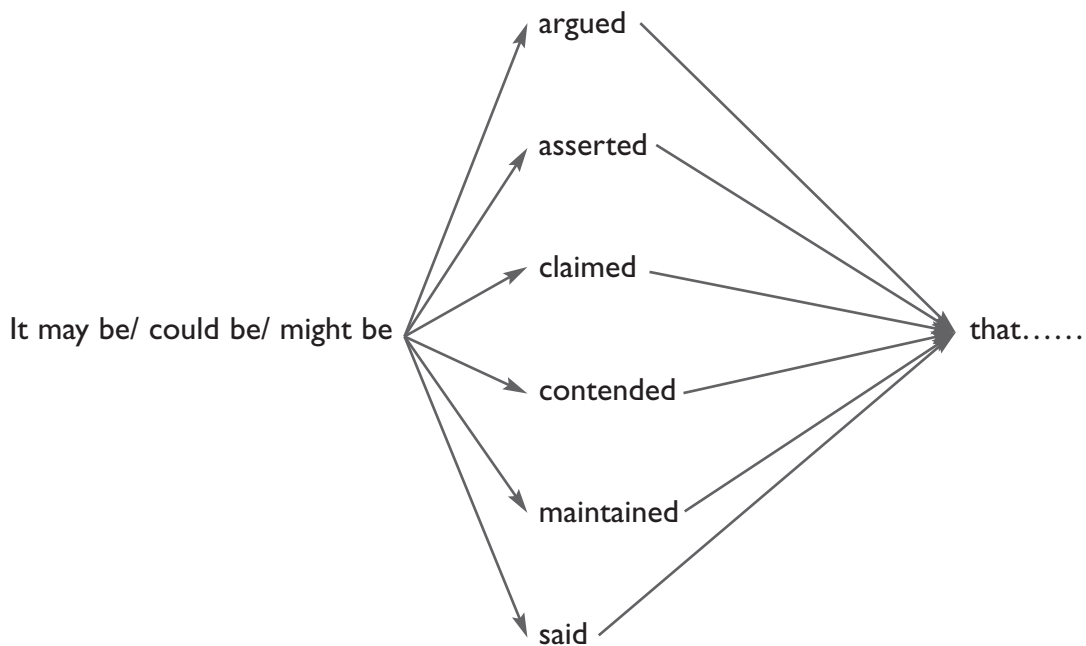 argued
asserted
claimed
It may be/ could be/ might be
that……
contended
maintained
said